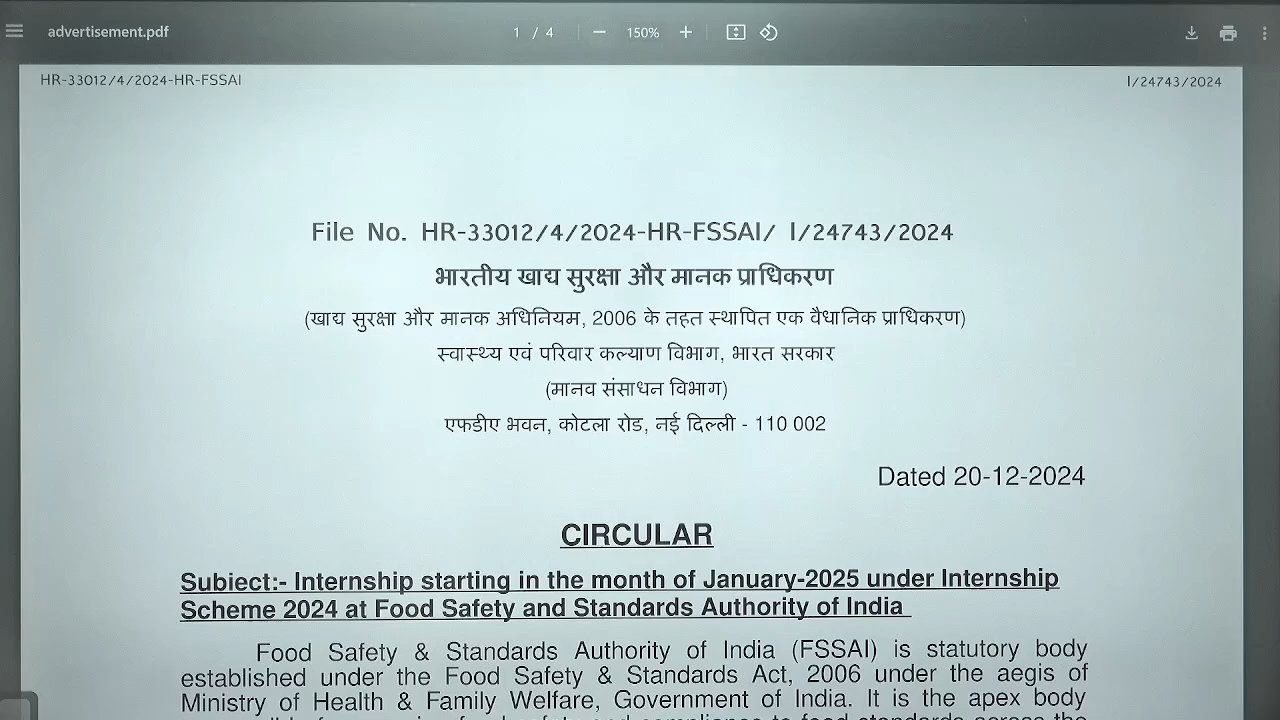 advertisement.pdf
1 / 4
150%
HR-33012/4/2024-HR-FSSAI
I/24743/2024
File No. HR-33012/4/2024-HR-FSSAI/ I/24743/2024
भारतीय खाद्य सुरक्षा और मानक प्राधिकरण
(खाद्य सुरक्षा और मानक अधिनियम, 2006 के तहत स्थापित एक वैधानिक प्राधिकरण)
स्वास्थ्य एवं परिवार कल्याण विभाग, भारत सरकार
(मानव संसाधन विभाग)
एफडीए भवन, कोटला रोड, नई दिल्ली - 110 002
Dated 20-12-2024
CIRCULAR
Subject:- Internship starting in the month of January-2025 under Internship
Scheme 2024 at Food Safety and Standards Authority of India
Food Safety & Standards Authority of India (FSSAI) is statutory body
established under the Food Safety & Standards Act, 2006 under the aegis of
Ministry of Health & Family Welfare, Government of India. It is the apex body